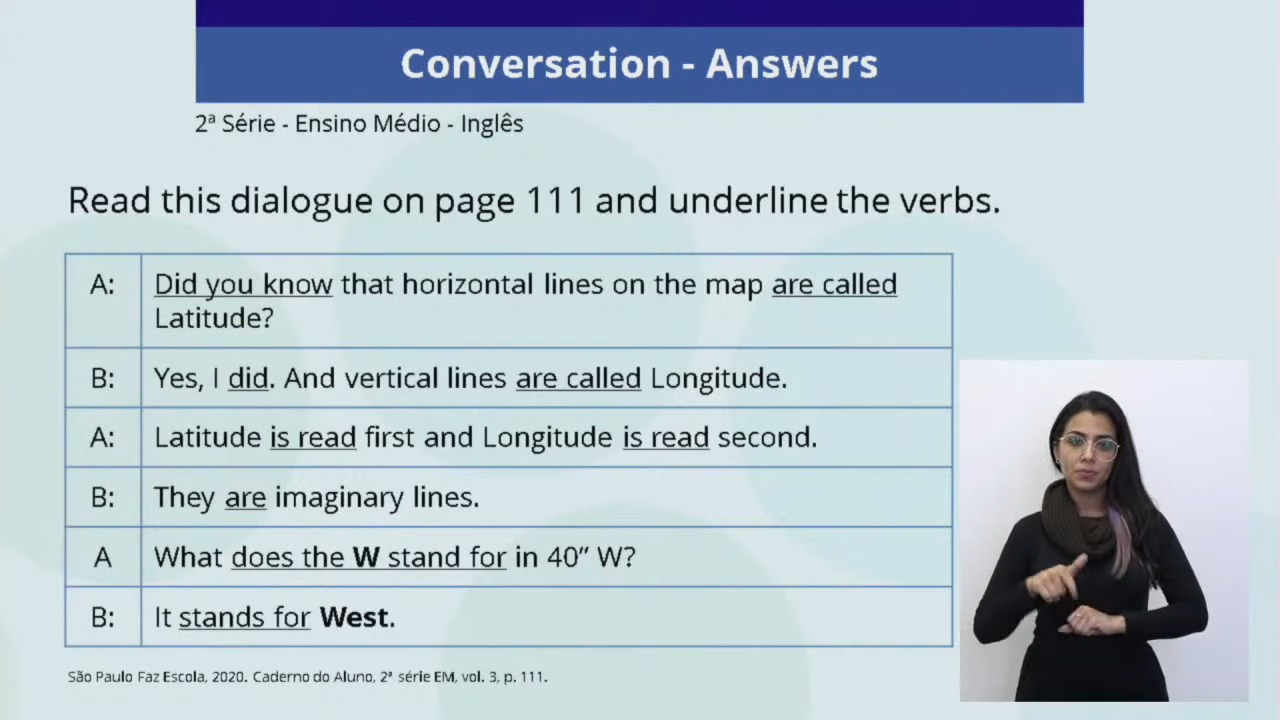 Conversation - Answers
2ª Série - Ensino Médio - Inglês
Read this dialogue on page 111 and underline the verbs.
A: Did you know that horizontal lines on the map are called
Latitude?
B: Yes, I did. And vertical lines are called Longitude.
A: Latitude is read first and Longitude is read second.
B: They are imaginary lines.
A What does the W stand for in 40” W?
B: It stands for West.
São Paulo Faz Escola, 2020. Caderno do Aluno, 2ª série EM, vol. 3, p. 111.